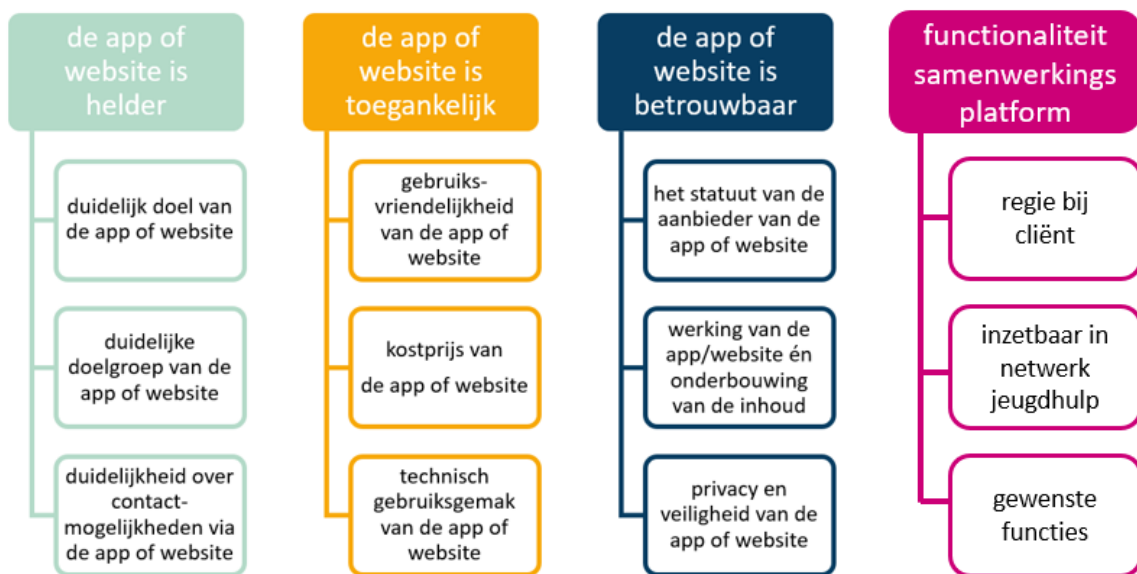 de app of
website is
helder
duidelijk doel van
de app of website
duidelijke
doelgroep van de
app of website
duidelijkheid over
contact-
mogelijkheden via
de app of website
de app of
website is
toegankelijk
gebruiks-
vriendelijkheid
van de app of
website
kostprijs van
de app of website
technisch
gebruiksgemak
van de app of
website
de app of
website is
betrouwbaar
het statuut van de
aanbieder van de
app of website
werking van de
app/website én
onderbouwing
van de inhoud
privacy en
veiligheid van de
app of website
functionaliteit
samenwerkings
platform
regie bij
cliënt
inzetbaar in
netwerk
jeugdhulp
gewenste
functies